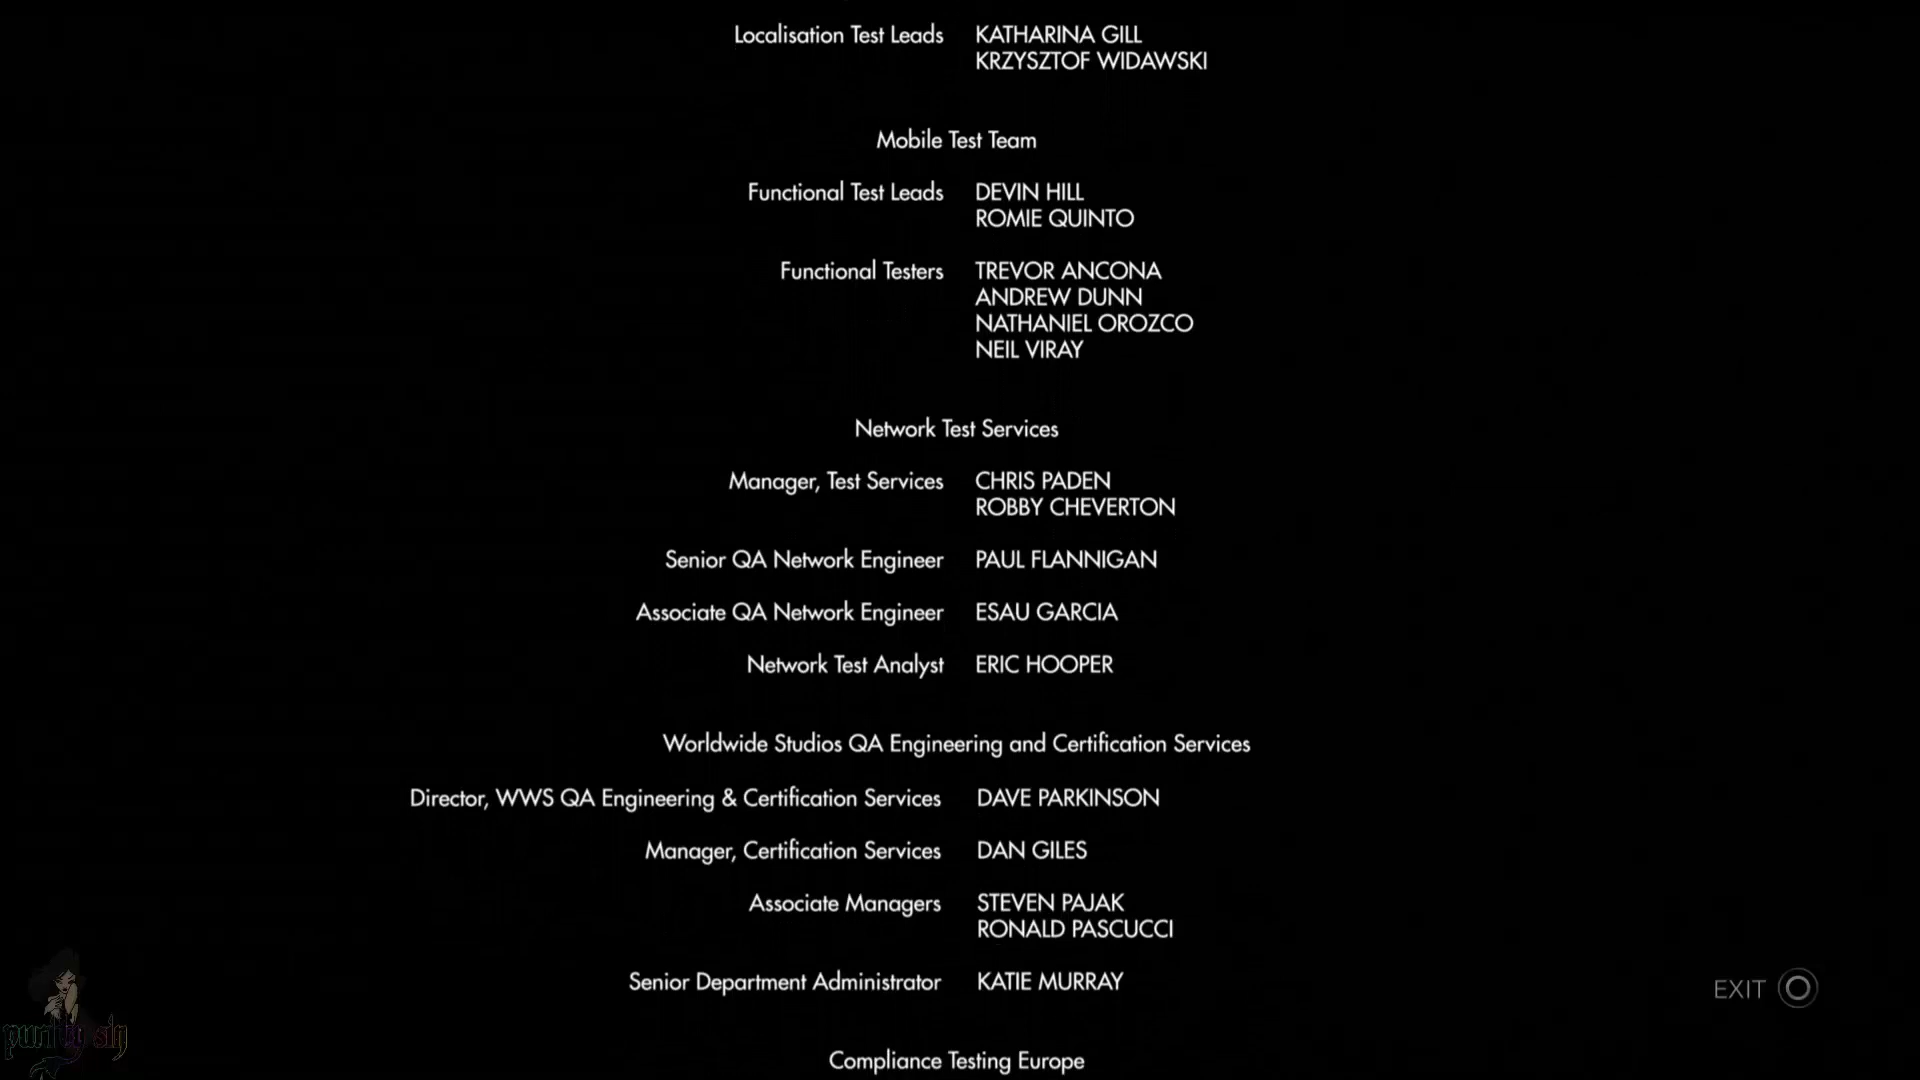 Localisation Test Leads KATHARINA GILL
KRZYSZTOF WIDAWSKI
Mobile Test Team
Functional Test Leads DEVIN HILL
ROMIE QUINTO
Functional Testers TREVOR ANCONA
ANDREW DUNN
NATHANIEL OROZCO
NEIL VIRAY
Network Test Services
Manager, Test Services CHRIS PADEN
ROBBY CHEVERTON
Senior QA Network Engineer PAUL FLANNIGAN
Associate QA Network Engineer ESAU GARCIA
Network Test Analyst ERIC HOOPER
Worldwide Studios QA Engineering and Certification Services
Director, WWS QA Engineering & Certification Services DAVE PARKINSON
Manager, Certification Services DAN GILES
Associate Managers STEVEN PAJAK
RONALD PASCUCCI
Senior Department Administrator KATIE MURRAY
EXIT
Compliance Testing Europe